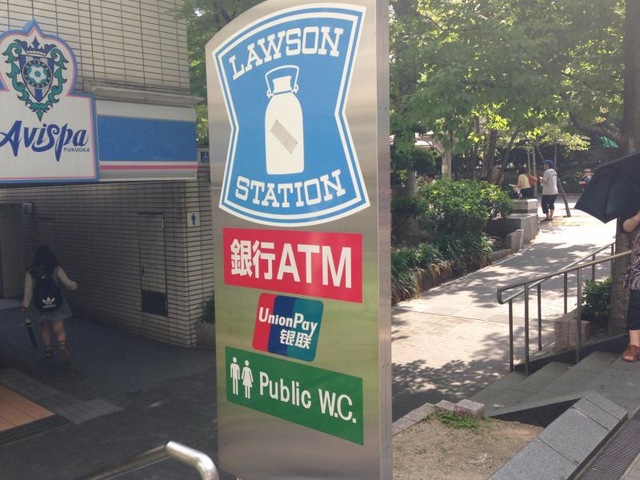 Avispa
FUKUOKA
LAWSON
STATION
銀行ATM
UnionPay
银联
Public W.C.